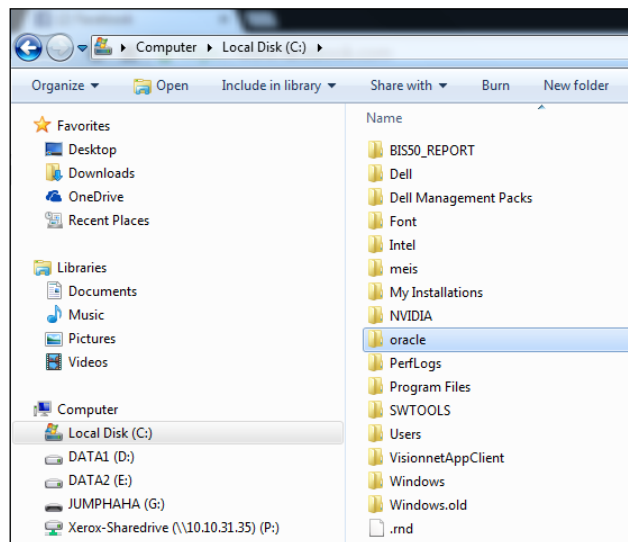 Computer Local Disk (C:)
Organize Open Include in library Share with Burn New folder
Favorites
Desktop
Downloads
OneDrive
Recent Places
Libraries
Documents
Music
Pictures
Videos
Computer
Local Disk (C:)
DATA1 (D:)
DATA2 (E:)
JUMPHAHA (G:)
Xerox-Sharedrive (\\10.10.31.35) (P:)
Name
BIS50_REPORT
Dell
Dell Management Packs
Font
Intel
meis
My Installations
NVIDIA
oracle
PerfLogs
Program Files
SWTOOLS
Users
VisionnetAppClient
Windows
Windows.old
.rnd